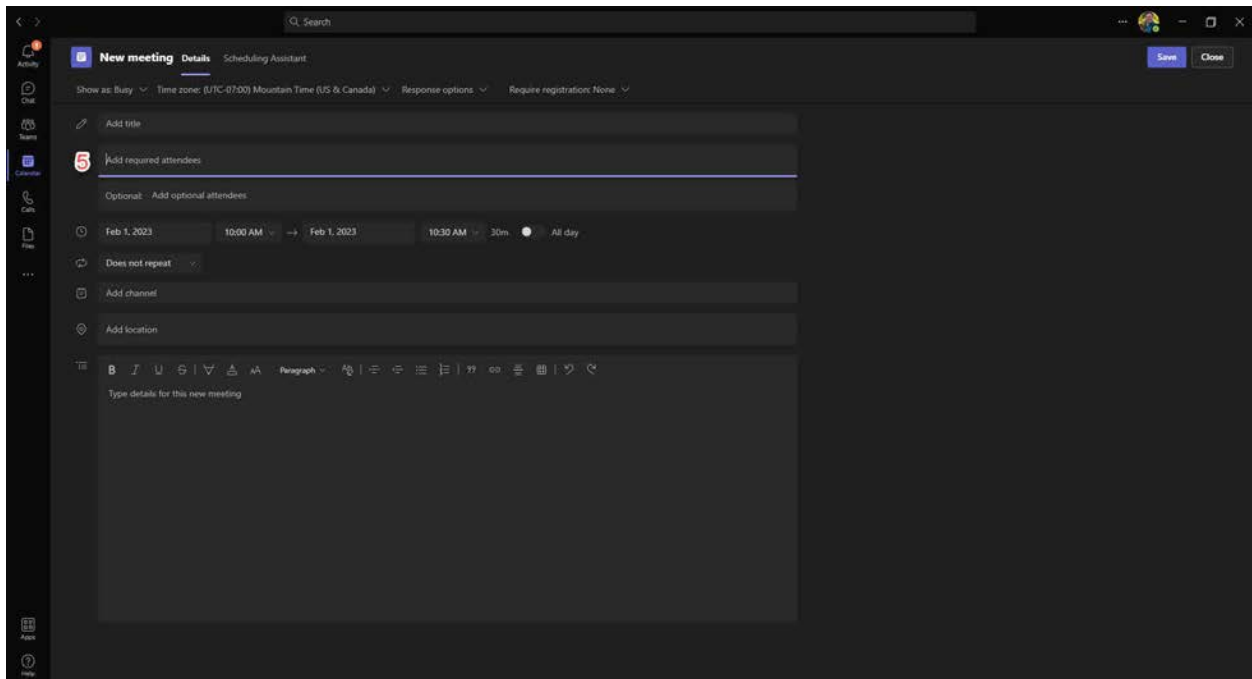 Search
Activity
Chat
Teams
Calendar
Calls
Files
Apps
Help
New meeting Details Scheduling Assistant
Save Close
Show as: Busy Time zone: (UTC-07:00) Mountain Time (US & Canada) Response options Require registration: None
Add title
5 Add required attendees
Optional: Add optional attendees
Feb 1, 2023 10:00 AM → Feb 1, 2023 10:30 AM 30m All day
Does not repeat
Add channel
Add location
B I U S Paragraph
Type details for this new meeting